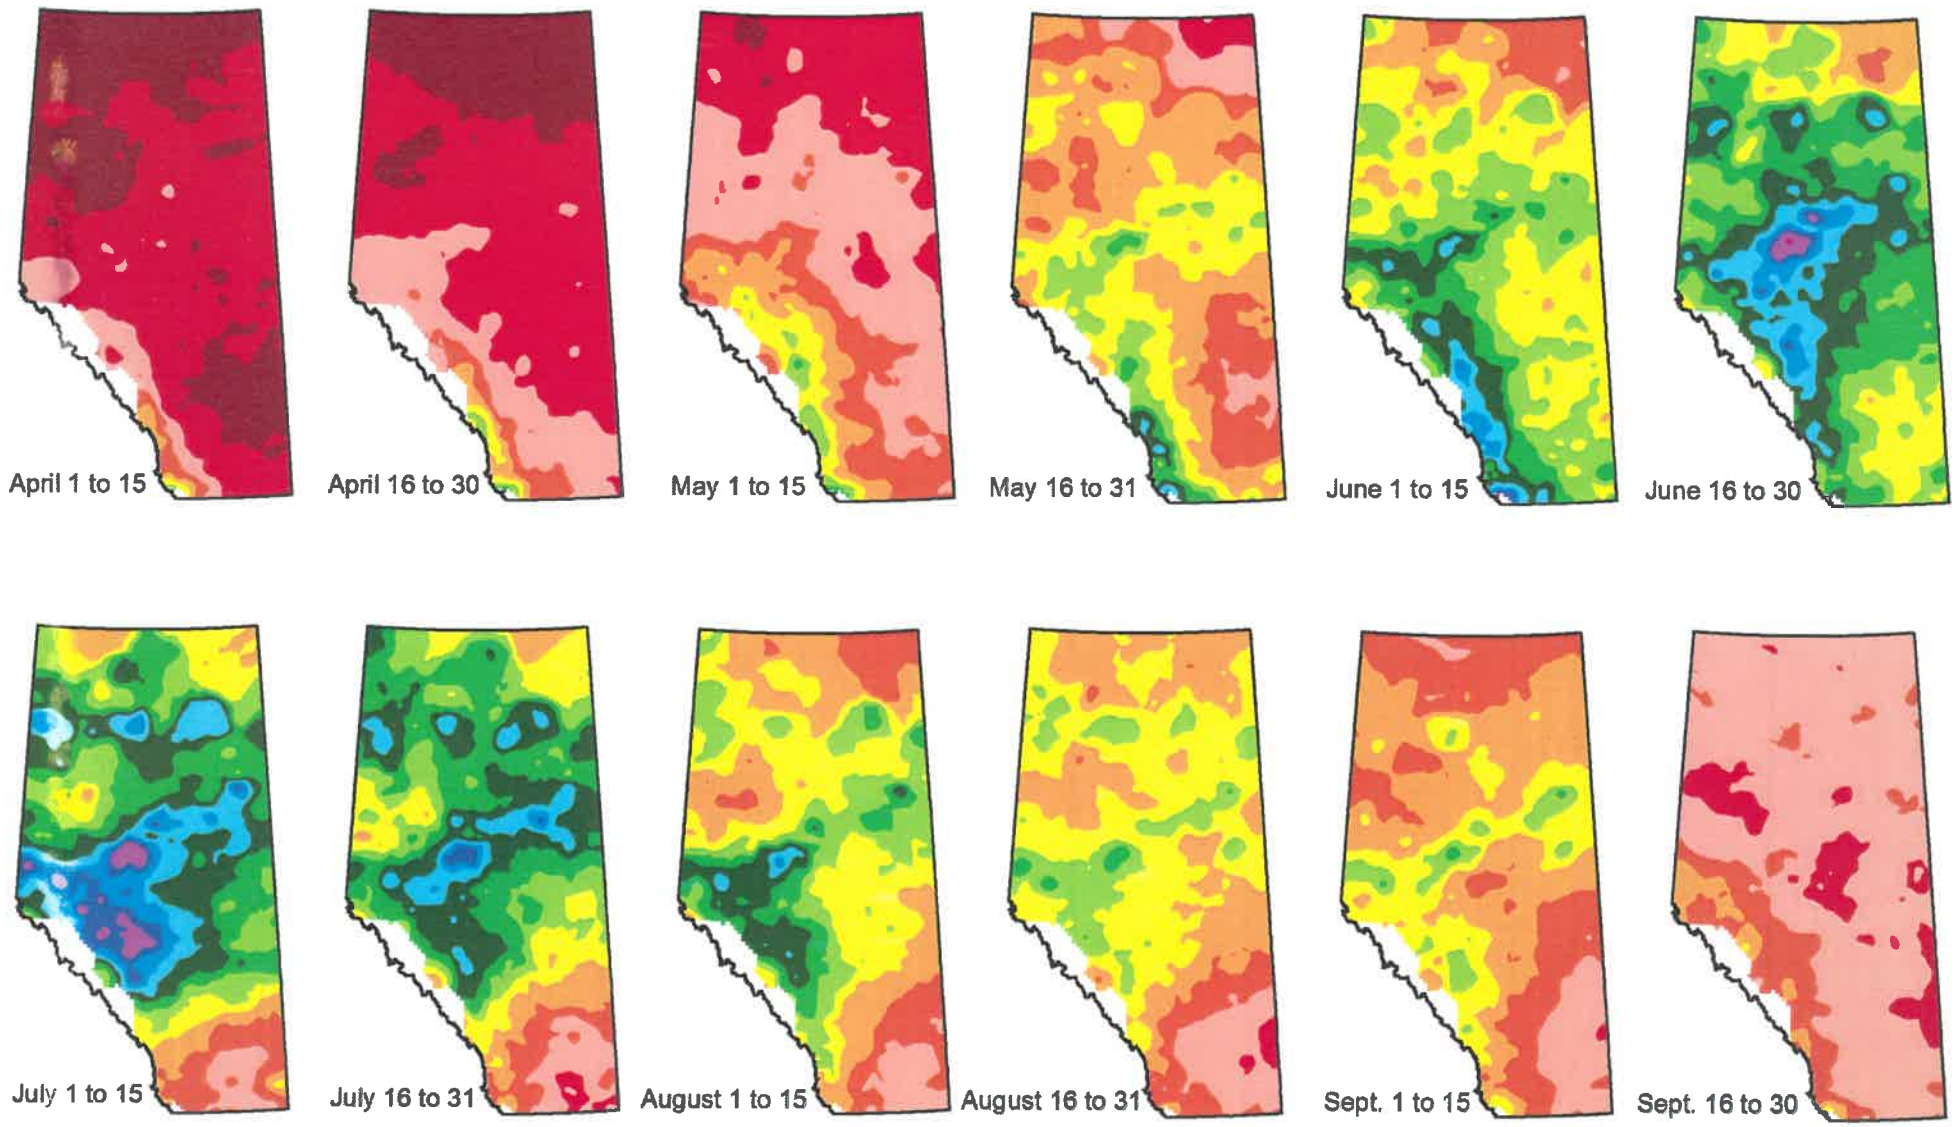 April 1 to 15
April 16 to 30
May 1 to 15
May 16 to 31
June 1 to 15
June 16 to 30
July 1 to 15
July 16 to 31
August 1 to 15
August 16 to 31
Sept. 1 to 15
Sept. 16 to 30